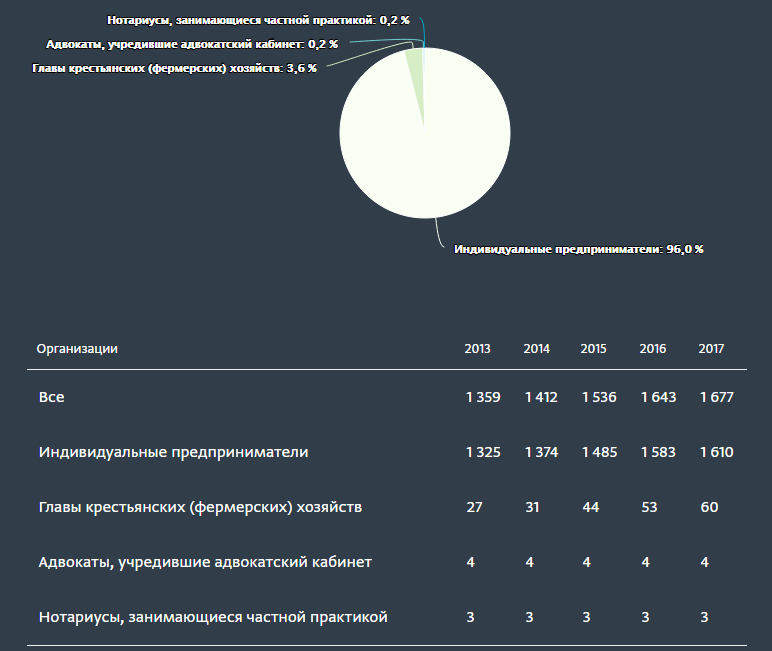 Нотариусы, занимающиеся частной практикой: 0,2 %
Адвокаты, учредившие адвокатский кабинет: 0,2 %
Главы крестьянских (фермерских) хозяйств: 3,6 %
Индивидуальные предприниматели: 96,0 %
Организации 2013 2014 2015 2016 2017
Все 1 359 1 412 1 536 1 643 1 677
Индивидуальные предприниматели 1 325 1 374 1 485 1 583 1 610
Главы крестьянских (фермерских) хозяйств 27 31 44 53 60
Адвокаты, учредившие адвокатский кабинет 4 4 4 4 4
Нотариусы, занимающиеся частной практикой 3 3 3 3 3